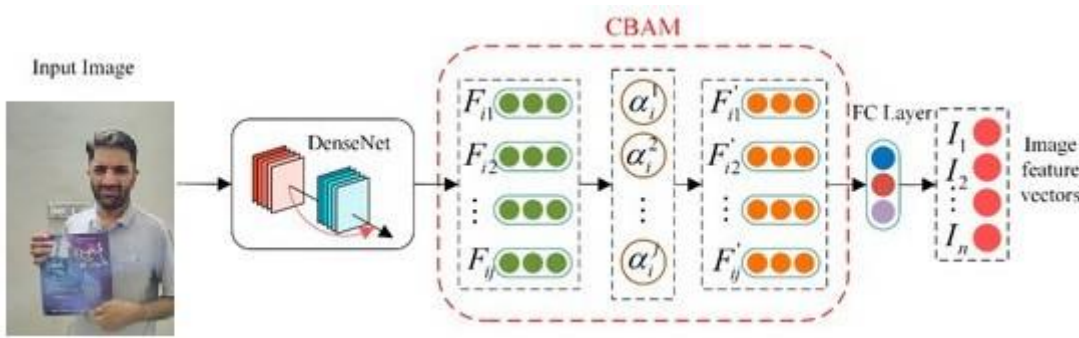 CBAM
Input Image
DenseNet
F_{i1}
F_{i2}
⋮
F_{ij}
α_i^1
α_i^2
⋮
α_i^j
F'_{i1}
F'_{i2}
⋮
F'_{ij}
FC Layer
I_1
I_2
⋮
I_n
Image
feature
vectors